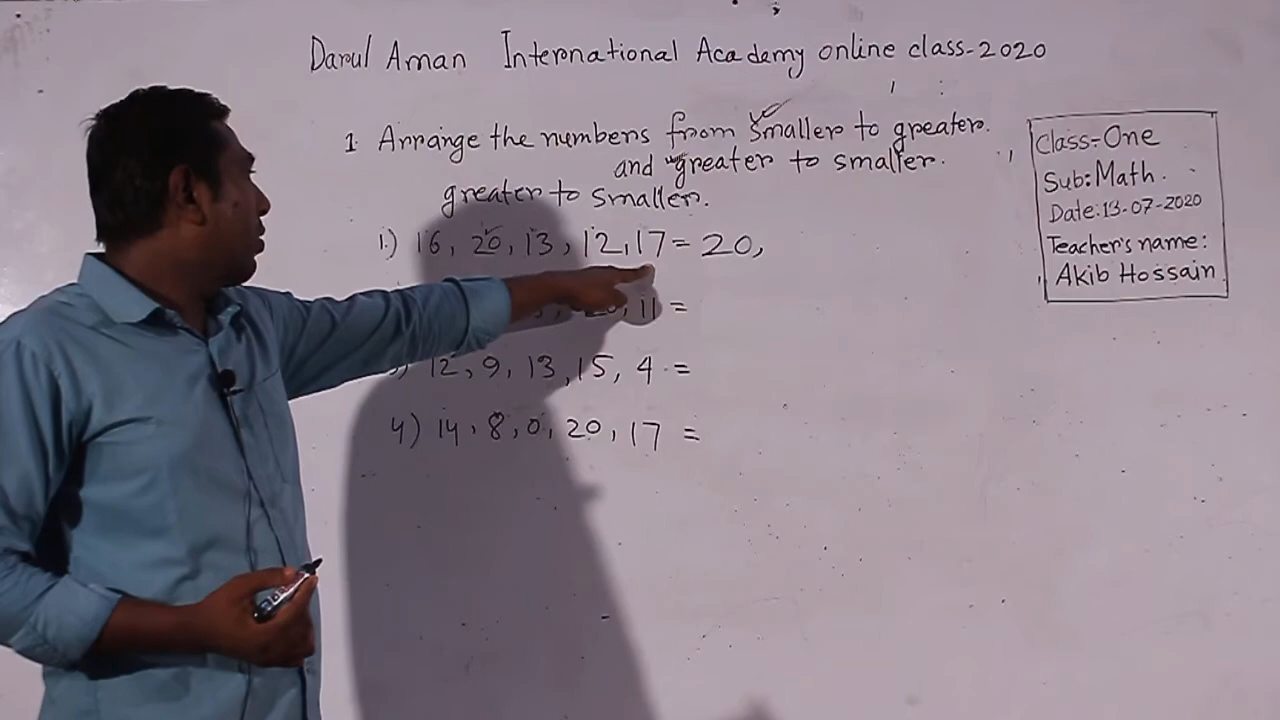 Darul Aman International Academy online class-2020
1. Arrange the numbers from smaller to greater.
and greater to smaller.
greater to smaller.
1.) 16, 20, 13, 12, 17 = 20,
11 =
) 12, 9, 13, 15, 4 =
4) 14, 8, 0, 20, 17 =
Class-One
Sub: Math.
Date: 13-07-2020
Teacher's name:
Akib Hossain